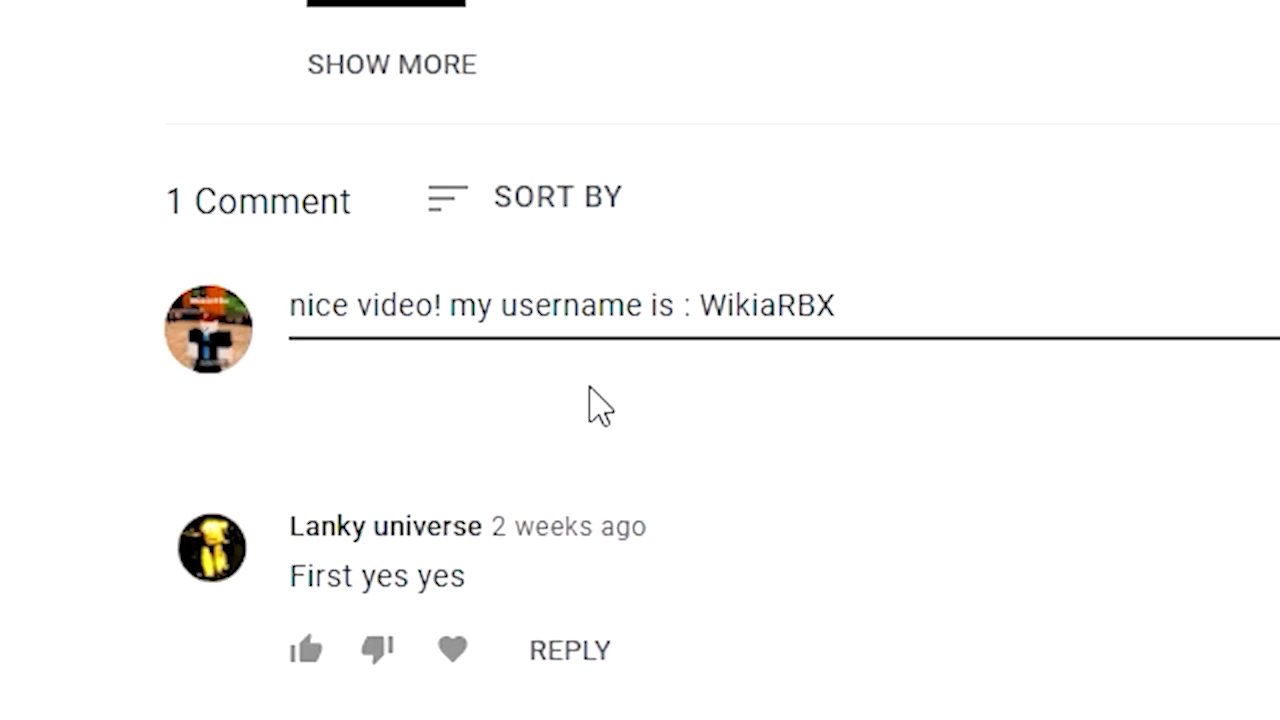 SHOW MORE
1 Comment
SORT BY
nice video! my username is : WikiaRBX
Lanky universe 2 weeks ago
First yes yes
REPLY